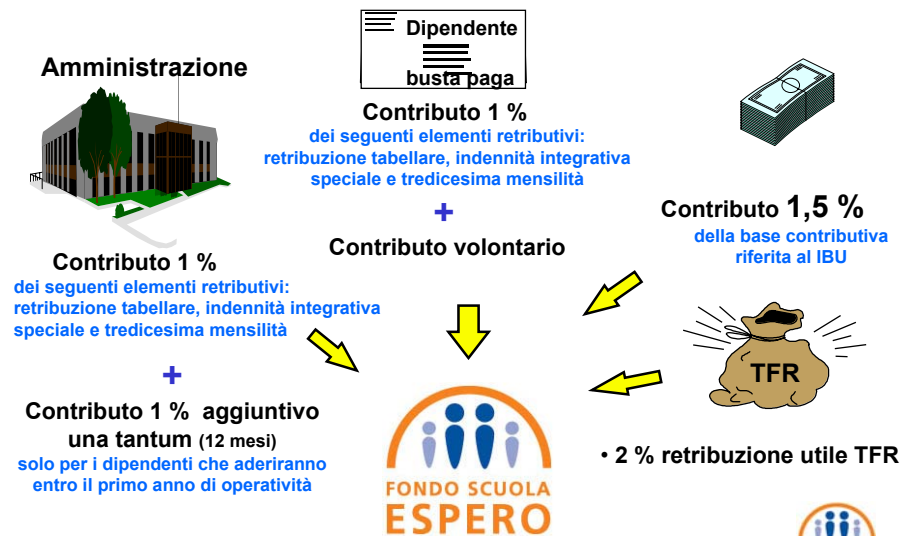 Amministrazione
Contributo 1 %
dei seguenti elementi retributivi:
retribuzione tabellare, indennità integrativa
speciale e tredicesima mensilità
+
Contributo 1 % aggiuntivo
una tantum (12 mesi)
solo per i dipendenti che aderiranno
entro il primo anno di operatività
Dipendente
busta paga
Contributo 1 %
dei seguenti elementi retributivi:
retribuzione tabellare, indennità integrativa
speciale e tredicesima mensilità
+
Contributo volontario
Contributo 1,5 %
della base contributiva
riferita al IBU
TFR
• 2 % retribuzione utile TFR
FONDO SCUOLA
ESPERO